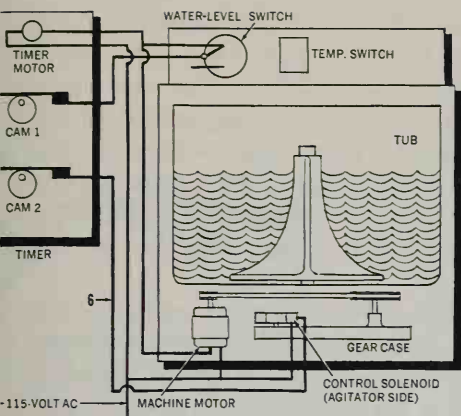 WATER-LEVEL SWITCH
TIMER
MOTOR
TEMP. SWITCH
CAM 1
TUB
CAM 2
TIMER
6
GEAR CASE
115-VOLT AC
MACHINE MOTOR
CONTROL SOLENOID
(AGITATOR SIDE)